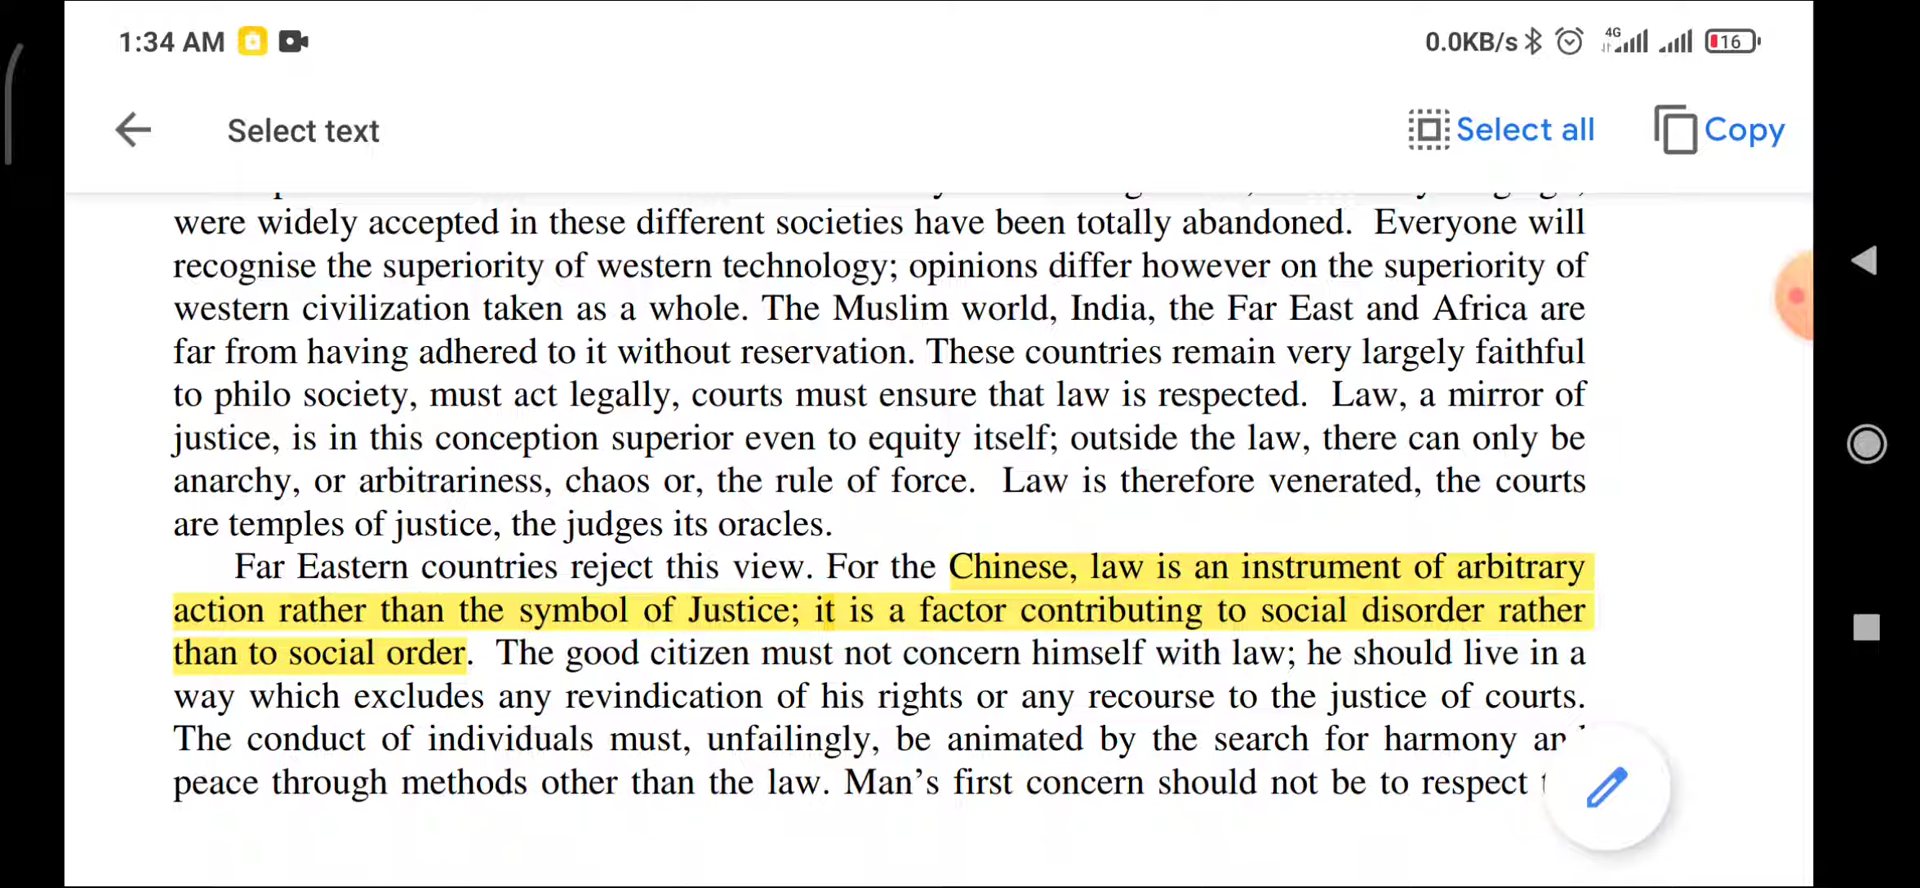 1:34 AM
0.0KB/s 4G 16
Select text
Select all
Copy
were widely accepted in these different societies have been totally abandoned. Everyone will
recognise the superiority of western technology; opinions differ however on the superiority of
western civilization taken as a whole. The Muslim world, India, the Far East and Africa are
far from having adhered to it without reservation. These countries remain very largely faithful
to philo society, must act legally, courts must ensure that law is respected. Law, a mirror of
justice, is in this conception superior even to equity itself; outside the law, there can only be
anarchy, or arbitrariness, chaos or, the rule of force. Law is therefore venerated, the courts
are temples of justice, the judges its oracles.
Far Eastern countries reject this view. For the Chinese, law is an instrument of arbitrary
action rather than the symbol of Justice; it is a factor contributing to social disorder rather
than to social order. The good citizen must not concern himself with law; he should live in a
way which excludes any revindication of his rights or any recourse to the justice of courts.
The conduct of individuals must, unfailingly, be animated by the search for harmony
peace through methods other than the law. Man's first concern should not be to respect